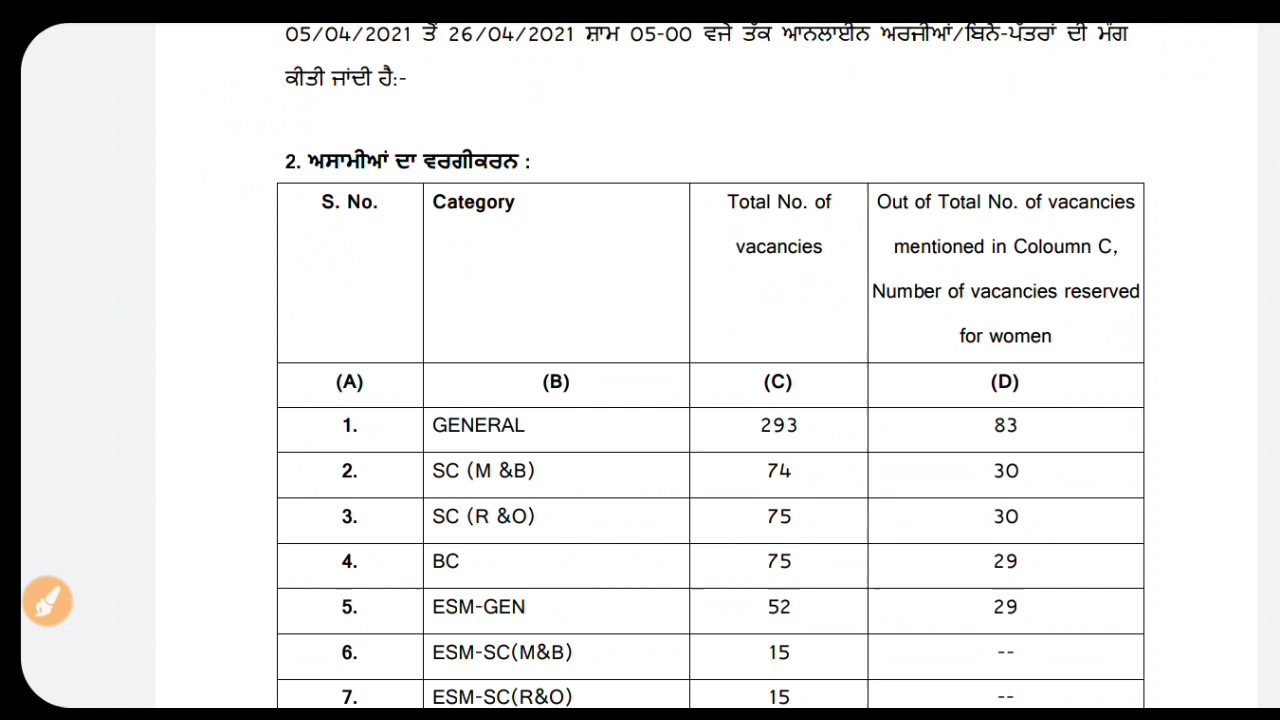 05/04/2021 ਤੋਂ 26/04/2021 ਸ਼ਾਮ 05-00 ਵਜੇ ਤੱਕ ਆਨਲਾਈਨ ਅਰਜੀਆਂ/ਬਿਨੈ-ਪੱਤਰਾਂ ਦੀ ਮੰਗ
ਕੀਤੀ ਜਾਂਦੀ ਹੈ:-
2. ਅਸਾਮੀਆਂ ਦਾ ਵਰਗੀਕਰਨ :
S. No. Category Total No. of vacancies Out of Total No. of vacancies mentioned in Coloumn C, Number of vacancies reserved for women
(A) (B) (C) (D)
1. GENERAL 293 83
2. SC (M &B) 74 30
3. SC (R &O) 75 30
4. BC 75 29
5. ESM-GEN 52 29
6. ESM-SC(M&B) 15 --
7. ESM-SC(R&O) 15 --